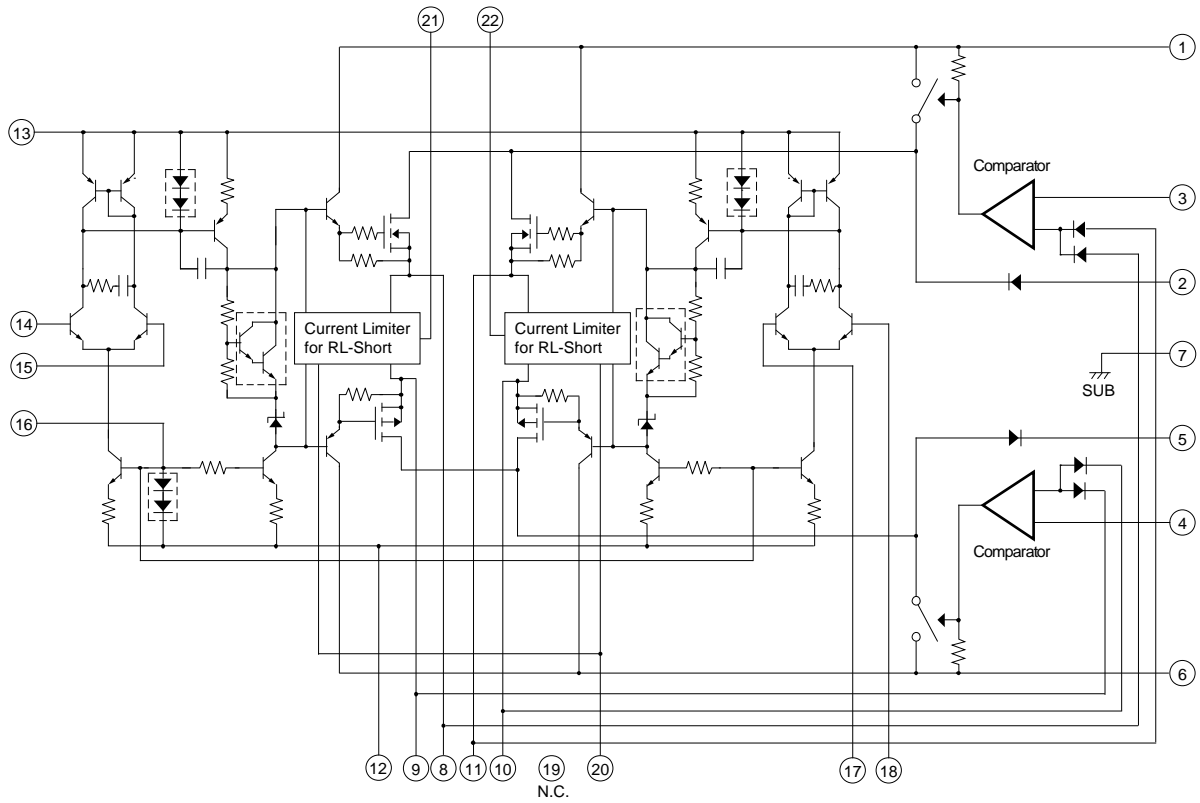 21
22
1
13
Comparator
3
2
14
Current Limiter
for RL-Short
Current Limiter
for RL-Short
18
15
7
SUB
16
5
4
Comparator
6
12
9
8
11
10
19
N.C.
20
17
18